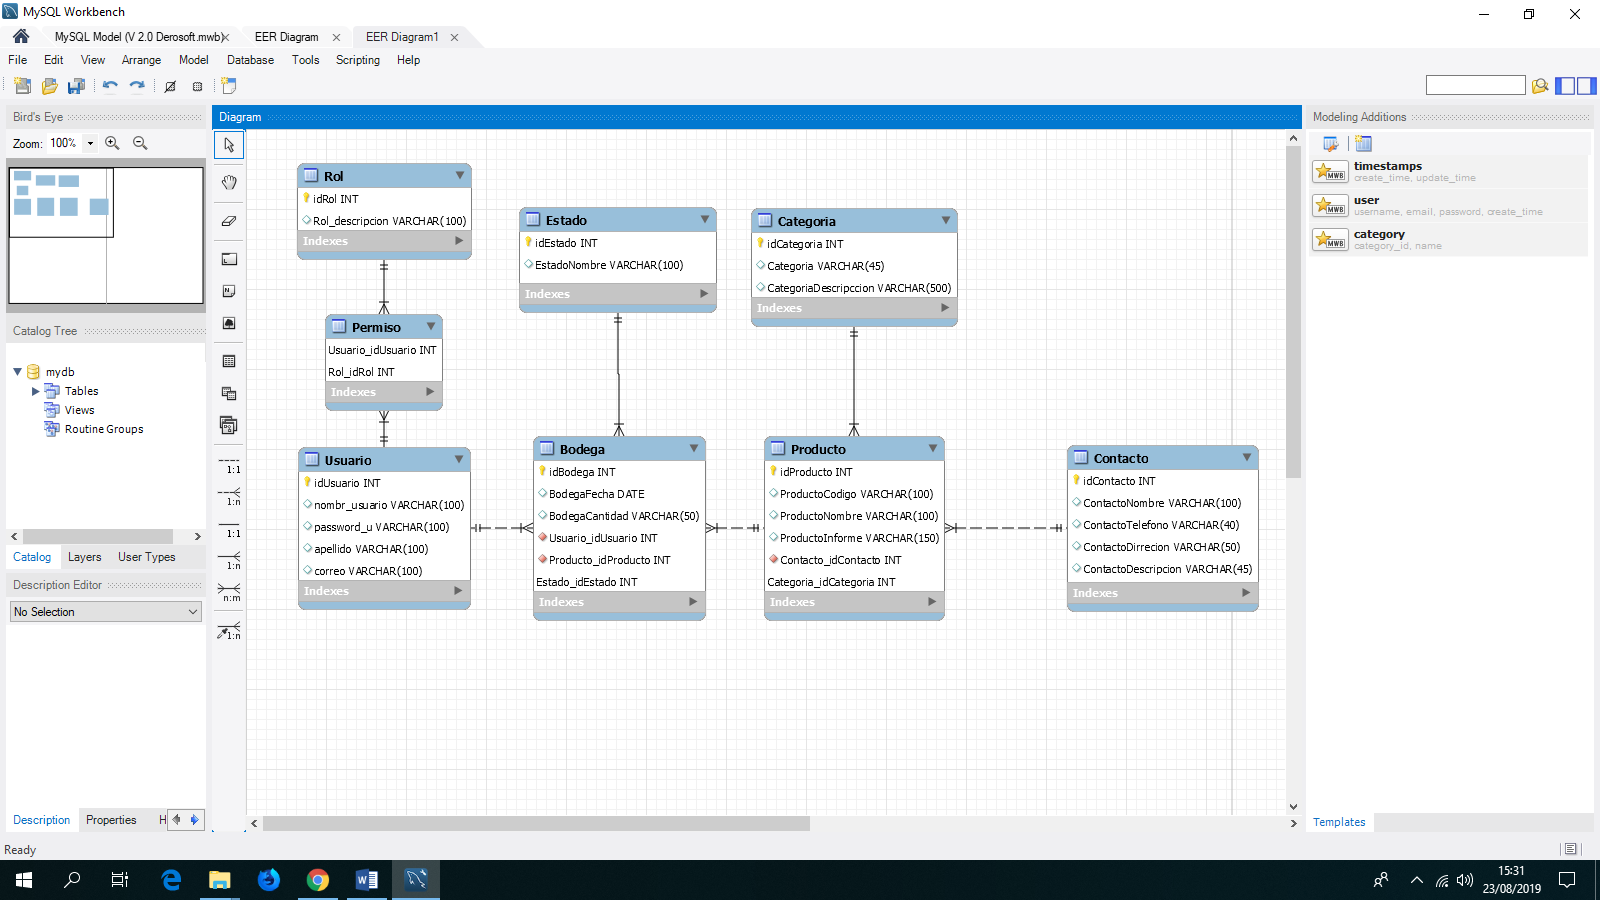 MySQL Workbench
MySQL Model (V 2.0 Derosoft.mwb)
EER Diagram
EER Diagram1
File Edit View Arrange Model Database Tools Scripting Help
Bird's Eye
Zoom: 100%
Catalog Tree
mydb
Tables
Views
Routine Groups
Catalog Layers User Types
Description Editor
No Selection
Description Properties H
Diagram
1:1
1:n
1:1
1:n
n:m
1:n
Rol
idRol INT
Rol_descripcion VARCHAR(100)
Indexes
Permiso
Usuario_idUsuario INT
Rol_idRol INT
Indexes
Usuario
idUsuario INT
nombr_usuario VARCHAR(100)
password_u VARCHAR(100)
apellido VARCHAR(100)
correo VARCHAR(100)
Indexes
Estado
idEstado INT
EstadoNombre VARCHAR(100)
Indexes
Bodega
idBodega INT
BodegaFecha DATE
BodegaCantidad VARCHAR(50)
Usuario_idUsuario INT
Producto_idProducto INT
Estado_idEstado INT
Indexes
Categoria
idCategoria INT
Categoria VARCHAR(45)
CategoriaDescripccion VARCHAR(500)
Indexes
Producto
idProducto INT
ProductoCodigo VARCHAR(100)
ProductoNombre VARCHAR(100)
ProductoInforme VARCHAR(150)
Contacto_idContacto INT
Categoria_idCategoria INT
Indexes
Contacto
idContacto INT
ContactoNombre VARCHAR(100)
ContactoTelefono VARCHAR(40)
ContactoDirrecion VARCHAR(50)
ContactoDescripcion VARCHAR(45)
Indexes
Modeling Additions
MWB
timestamps
create_time, update_time
MWB
user
username, email, password, create_time
MWB
category
category_id, name
Templates
Ready
15:31
23/08/2019